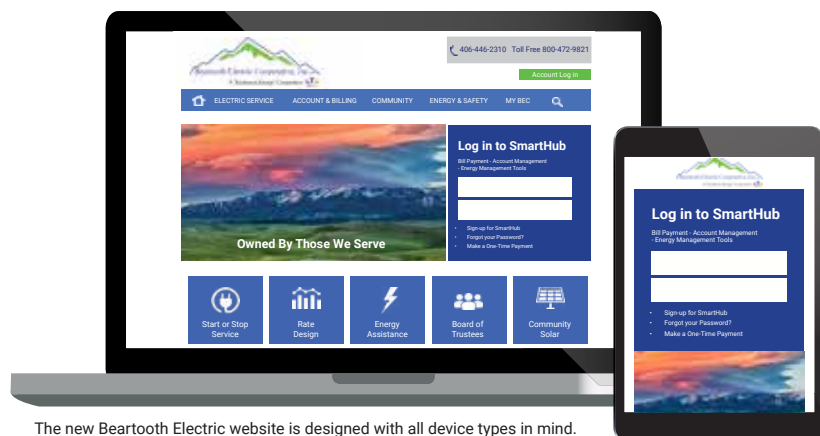 Beartooth Electric Cooperative, Inc.
406-446-2310 Toll Free 800-472-9821
Account Log in
ELECTRIC SERVICE ACCOUNT & BILLING COMMUNITY ENERGY & SAFETY MY BEC
Owned By Those We Serve
Log in to SmartHub
Bill Payment - Account Management
- Energy Management Tools
• Sign-up for SmartHub
• Forgot your Password?
• Make a One-Time Payment
Start or Stop
Service
Rate
Design
Energy
Assistance
Board of
Trustees
Community
Solar
Log in to SmartHub
Bill Payment - Account Management
- Energy Management Tools
• Sign-up for SmartHub
• Forgot your Password?
• Make a One-Time Payment
The new Beartooth Electric website is designed with all device types in mind.